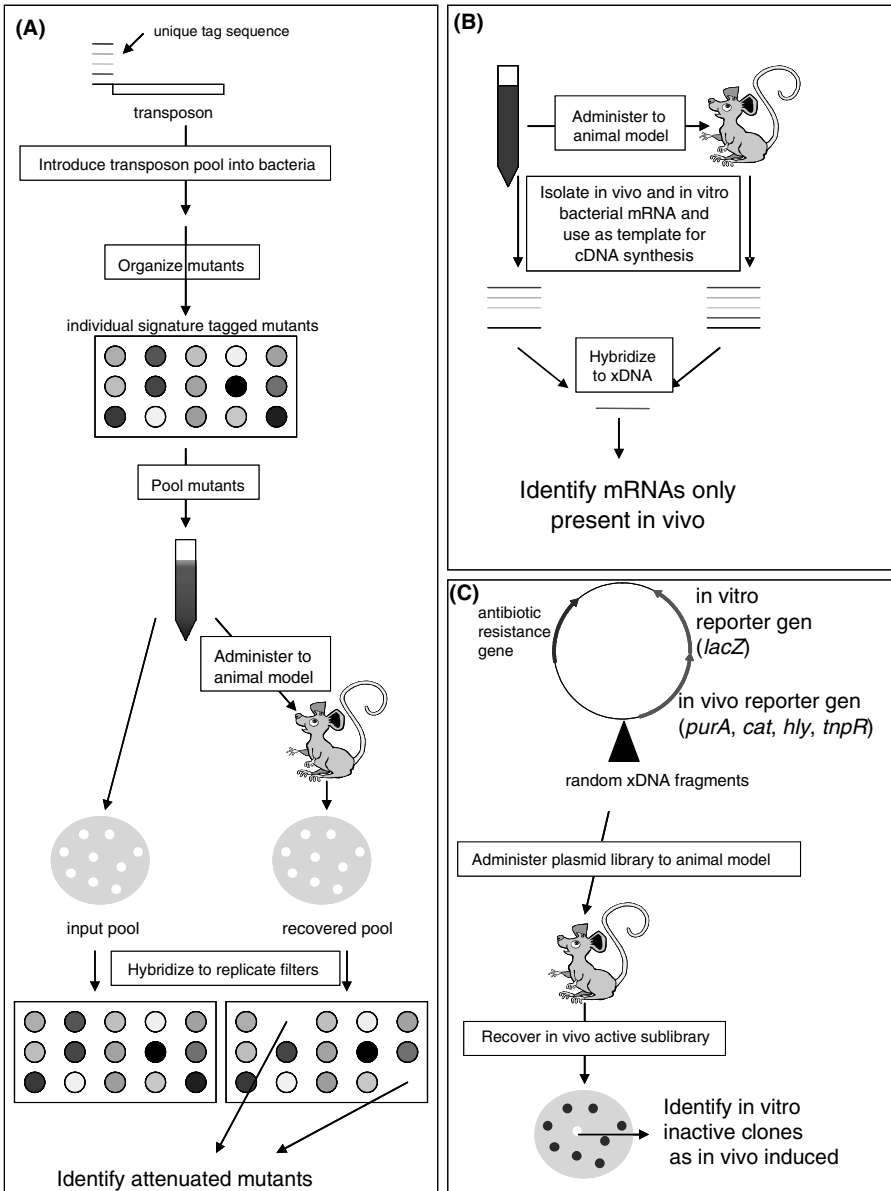 (A)
unique tag sequence
transposon
Introduce transposon pool into bacteria
Organize mutants
individual signature tagged mutants
Pool mutants
Administer to
animal model
input pool
recovered pool
Hybridize to replicate filters
Identify attenuated mutants
(B)
Administer to
animal model
Isolate in vivo and in vitro
bacterial mRNA and
use as template for
cDNA synthesis
Hybridize
to xDNA
Identify mRNAs only
present in vivo
(C)
antibiotic
resistance
gene
in vitro
reporter gen
(lacZ)
in vivo reporter gen
(purA, cat, hly, tnpR)
random xDNA fragments
Administer plasmid library to animal model
Recover in vivo active sublibrary
Identify in vitro
inactive clones
as in vivo induced